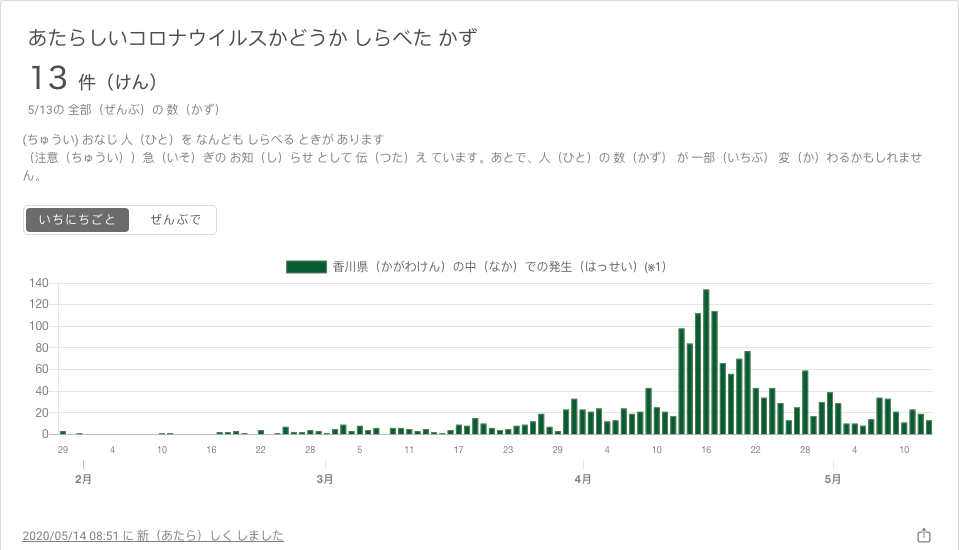 あたらしいコロナウイルスかどうか しらべた かず
13 件（けん）
5/13の 全部（ぜんぶ）の 数（かず）
(ちゅうい) おなじ 人（ひと）を なんども しらべる ときが あります
（注意（ちゅうい））急（いそ）ぎの お知（し）らせ として 伝（つた）え ています。あとで、人（ひと）の 数（かず） が 一部（いちぶ） 変（か）わるかもしれませ
ん。
いちにちごと ぜんぶで
香川県（かがわけん）の中（なか）での発生（はっせい）(※1)
140
120
100
80
60
40
20
0
29 4 10 16 22 28 5 11 17 23 29 4 10 16 22 28 4 10
2月 3月 4月 5月
2020/05/14 08:51 に 新（あたら）しく しました